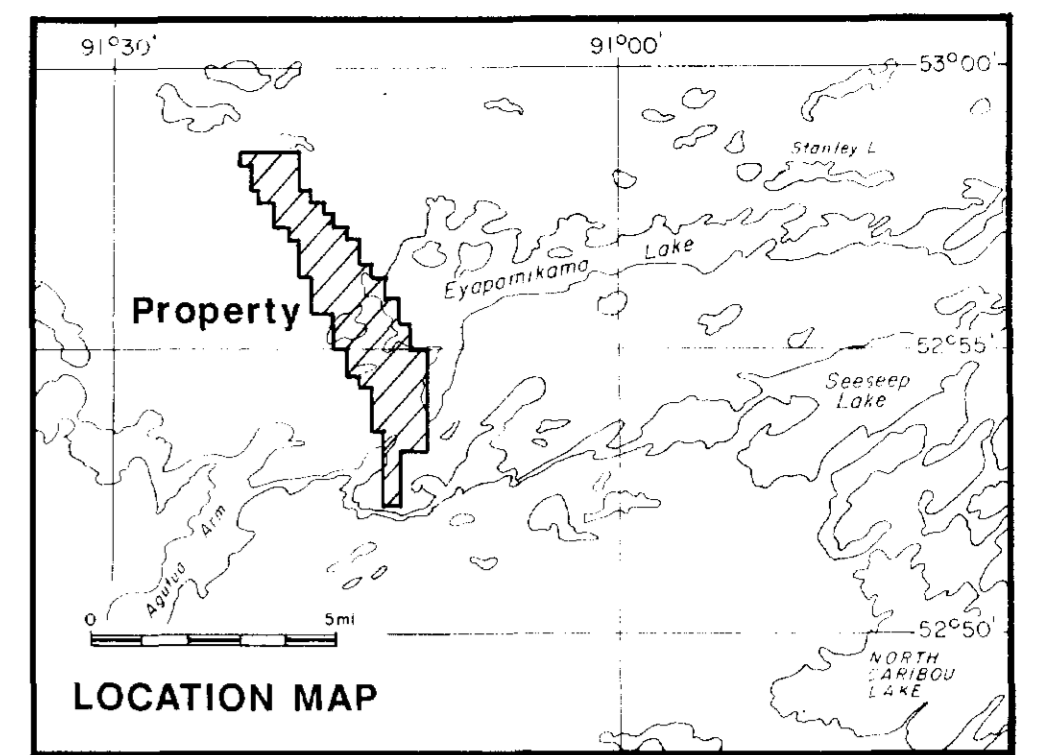 91°30'
91°00'
53°00'
Stanley L
Lake
Eyapamikama
Property
52°55'
Seeseep
Lake
Arm
Agutua
0
5mi
52°50'
NORTH
CARIBOU
LAKE
LOCATION MAP